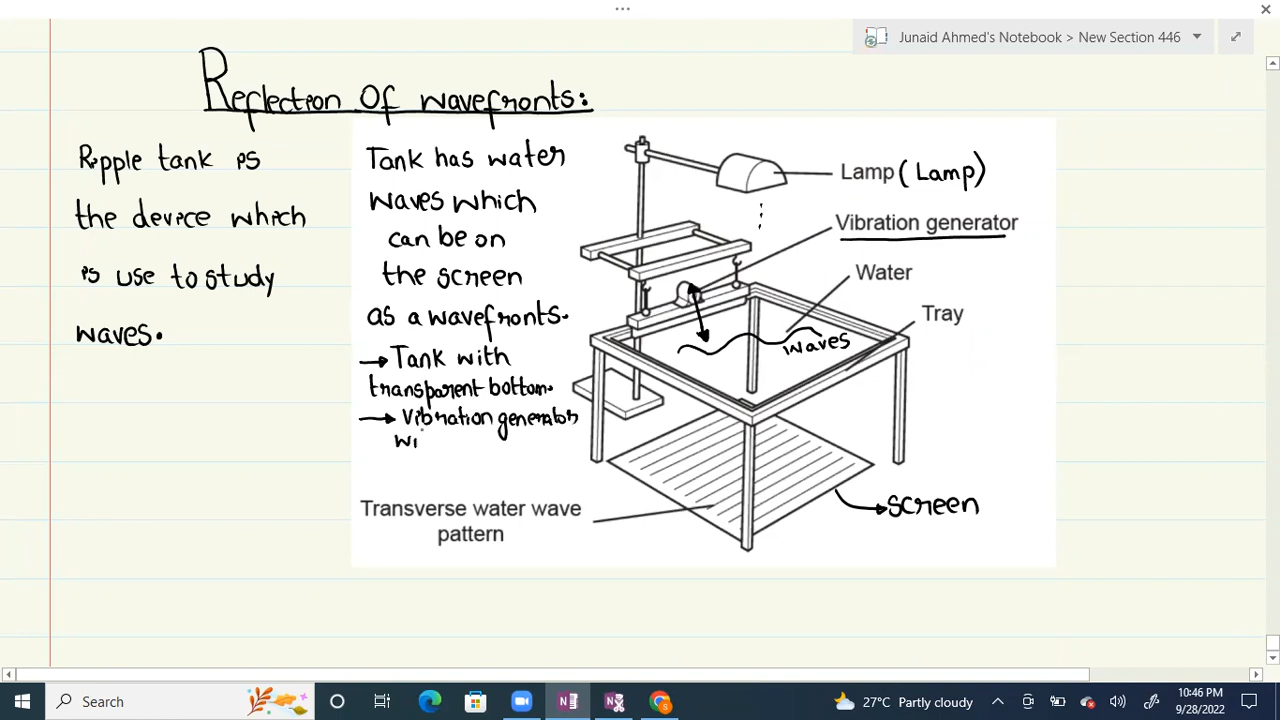 Junaid Ahmed's Notebook > New Section 446
Reflection Of wavefronts:
Ripple tank is
the device which
is use to study
waves.
Tank has water
waves which
can be on
the screen
as a wavefronts.
→ Tank with
transparent bottom.
→ Vibration generator
wi
Lamp (Lamp)
Vibration generator
Water
Tray
waves
Transverse water wave
pattern
screen
Search
27°C Partly cloudy
10:46 PM
9/28/2022